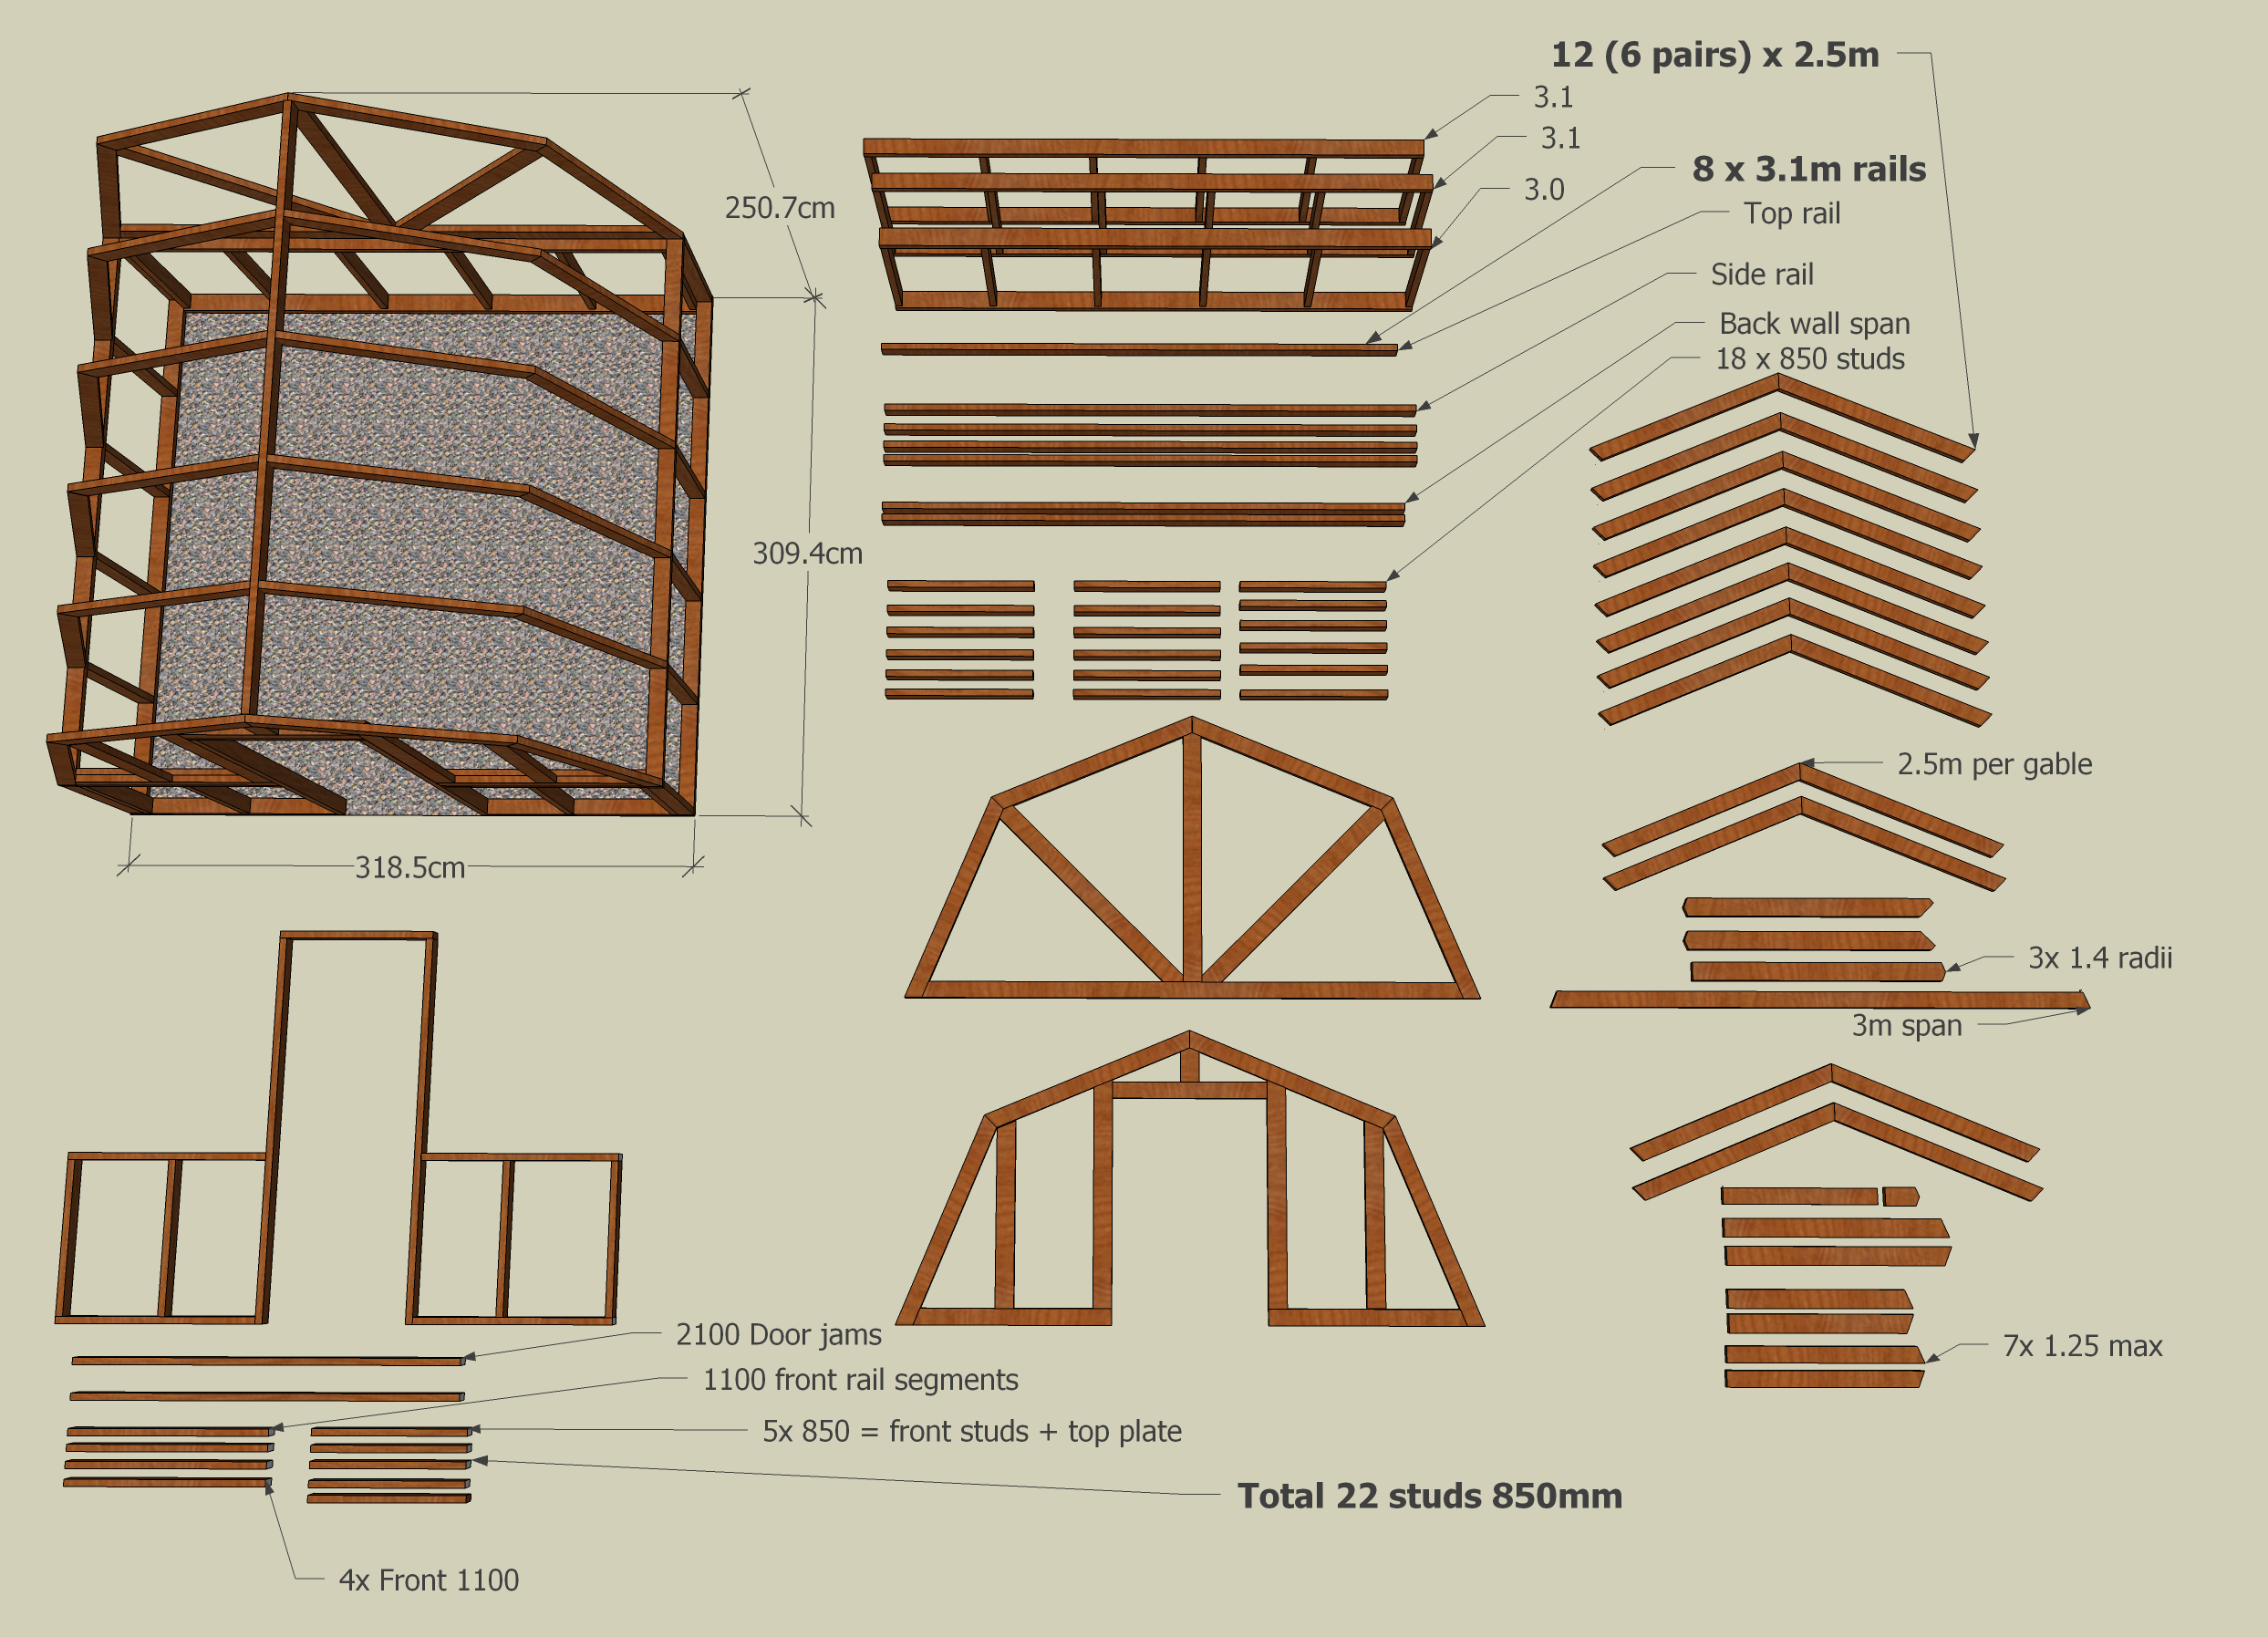 12 (6 pairs) x 2.5m
3.1
3.1
8 x 3.1m rails
3.0
Top rail
250.7cm
Side rail
Back wall span
18 x 850 studs
309.4cm
2.5m per gable
318.5cm
3x 1.4 radii
3m span
2100 Door jams
7x 1.25 max
1100 front rail segments
5x 850 = front studs + top plate
Total 22 studs 850mm
4x Front 1100